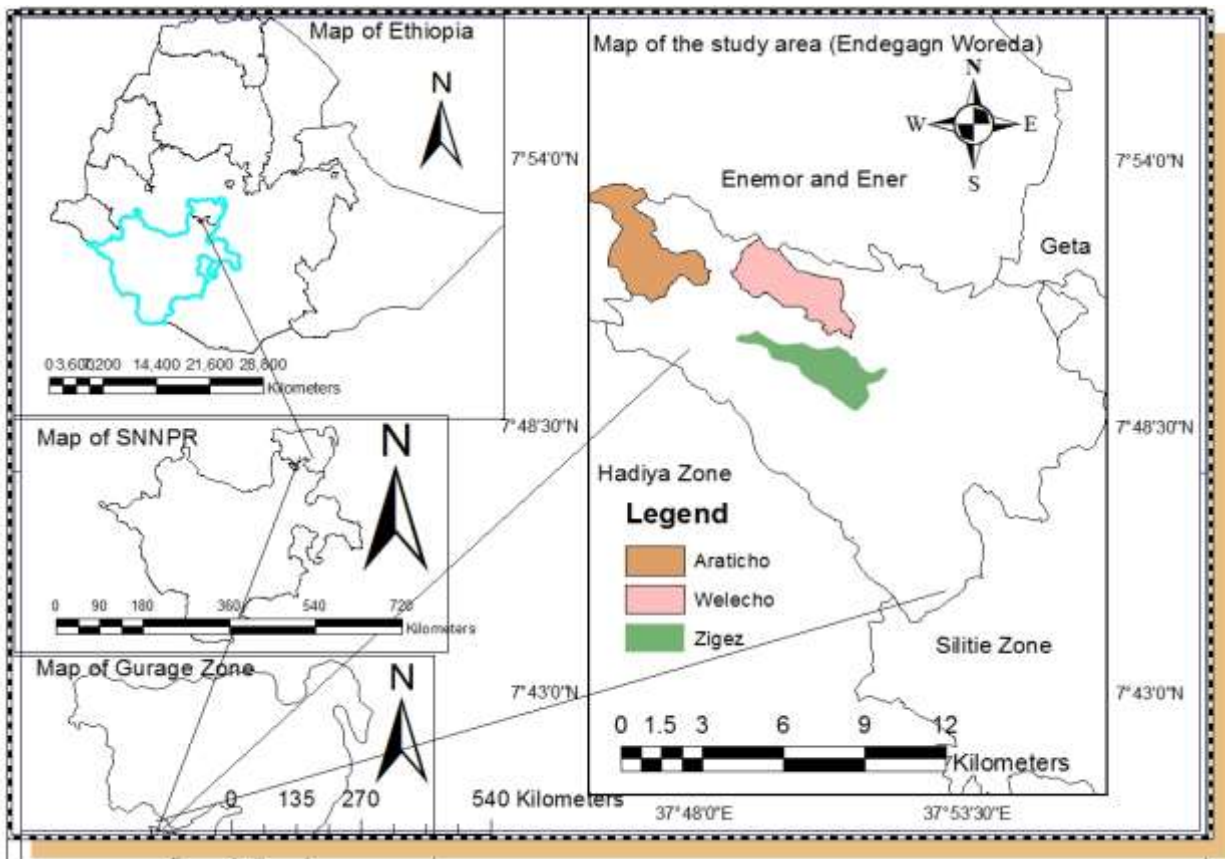 Map of Ethiopia
N
03,6007,200 14,400 21,600 28,800
Kilometers
Map of SNNPR
N
0 90 180 360 540 720
Kilometers
Map of Gurage Zone
N
0 135 270 540 Kilometers
Map of the study area (Endegagn Woreda)
N
W E
S
7°54'0"N 7°54'0"N
Enemor and Ener
Geta
7°48'30"N 7°48'30"N
Hadiya Zone
Legend
Araticho
Welecho
Zigez
Silitie Zone
7°43'0"N 7°43'0"N
0 1.5 3 6 9 12
Kilometers
37°48'0"E 37°53'30"E